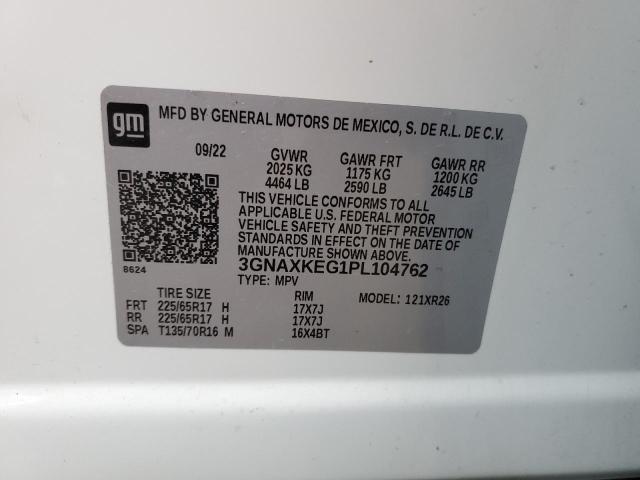 gm
MFD BY GENERAL MOTORS DE MEXICO, S. DE R.L. DE C.V.
09/22 GVWR GAWR FRT GAWR RR
2025 KG 1175 KG 1200 KG
4464 LB 2590 LB 2645 LB
THIS VEHICLE CONFORMS TO ALL
APPLICABLE U.S. FEDERAL MOTOR
VEHICLE SAFETY AND THEFT PREVENTION
STANDARDS IN EFFECT ON THE DATE OF
MANUFACTURE SHOWN ABOVE.
8624 3GNAXKEG1PL104762
TYPE: MPV
TIRE SIZE RIM MODEL: 121XR26
FRT 225/65R17 H 17X7J
RR 225/65R17 H 17X7J
SPA T135/70R16 M 16X4BT